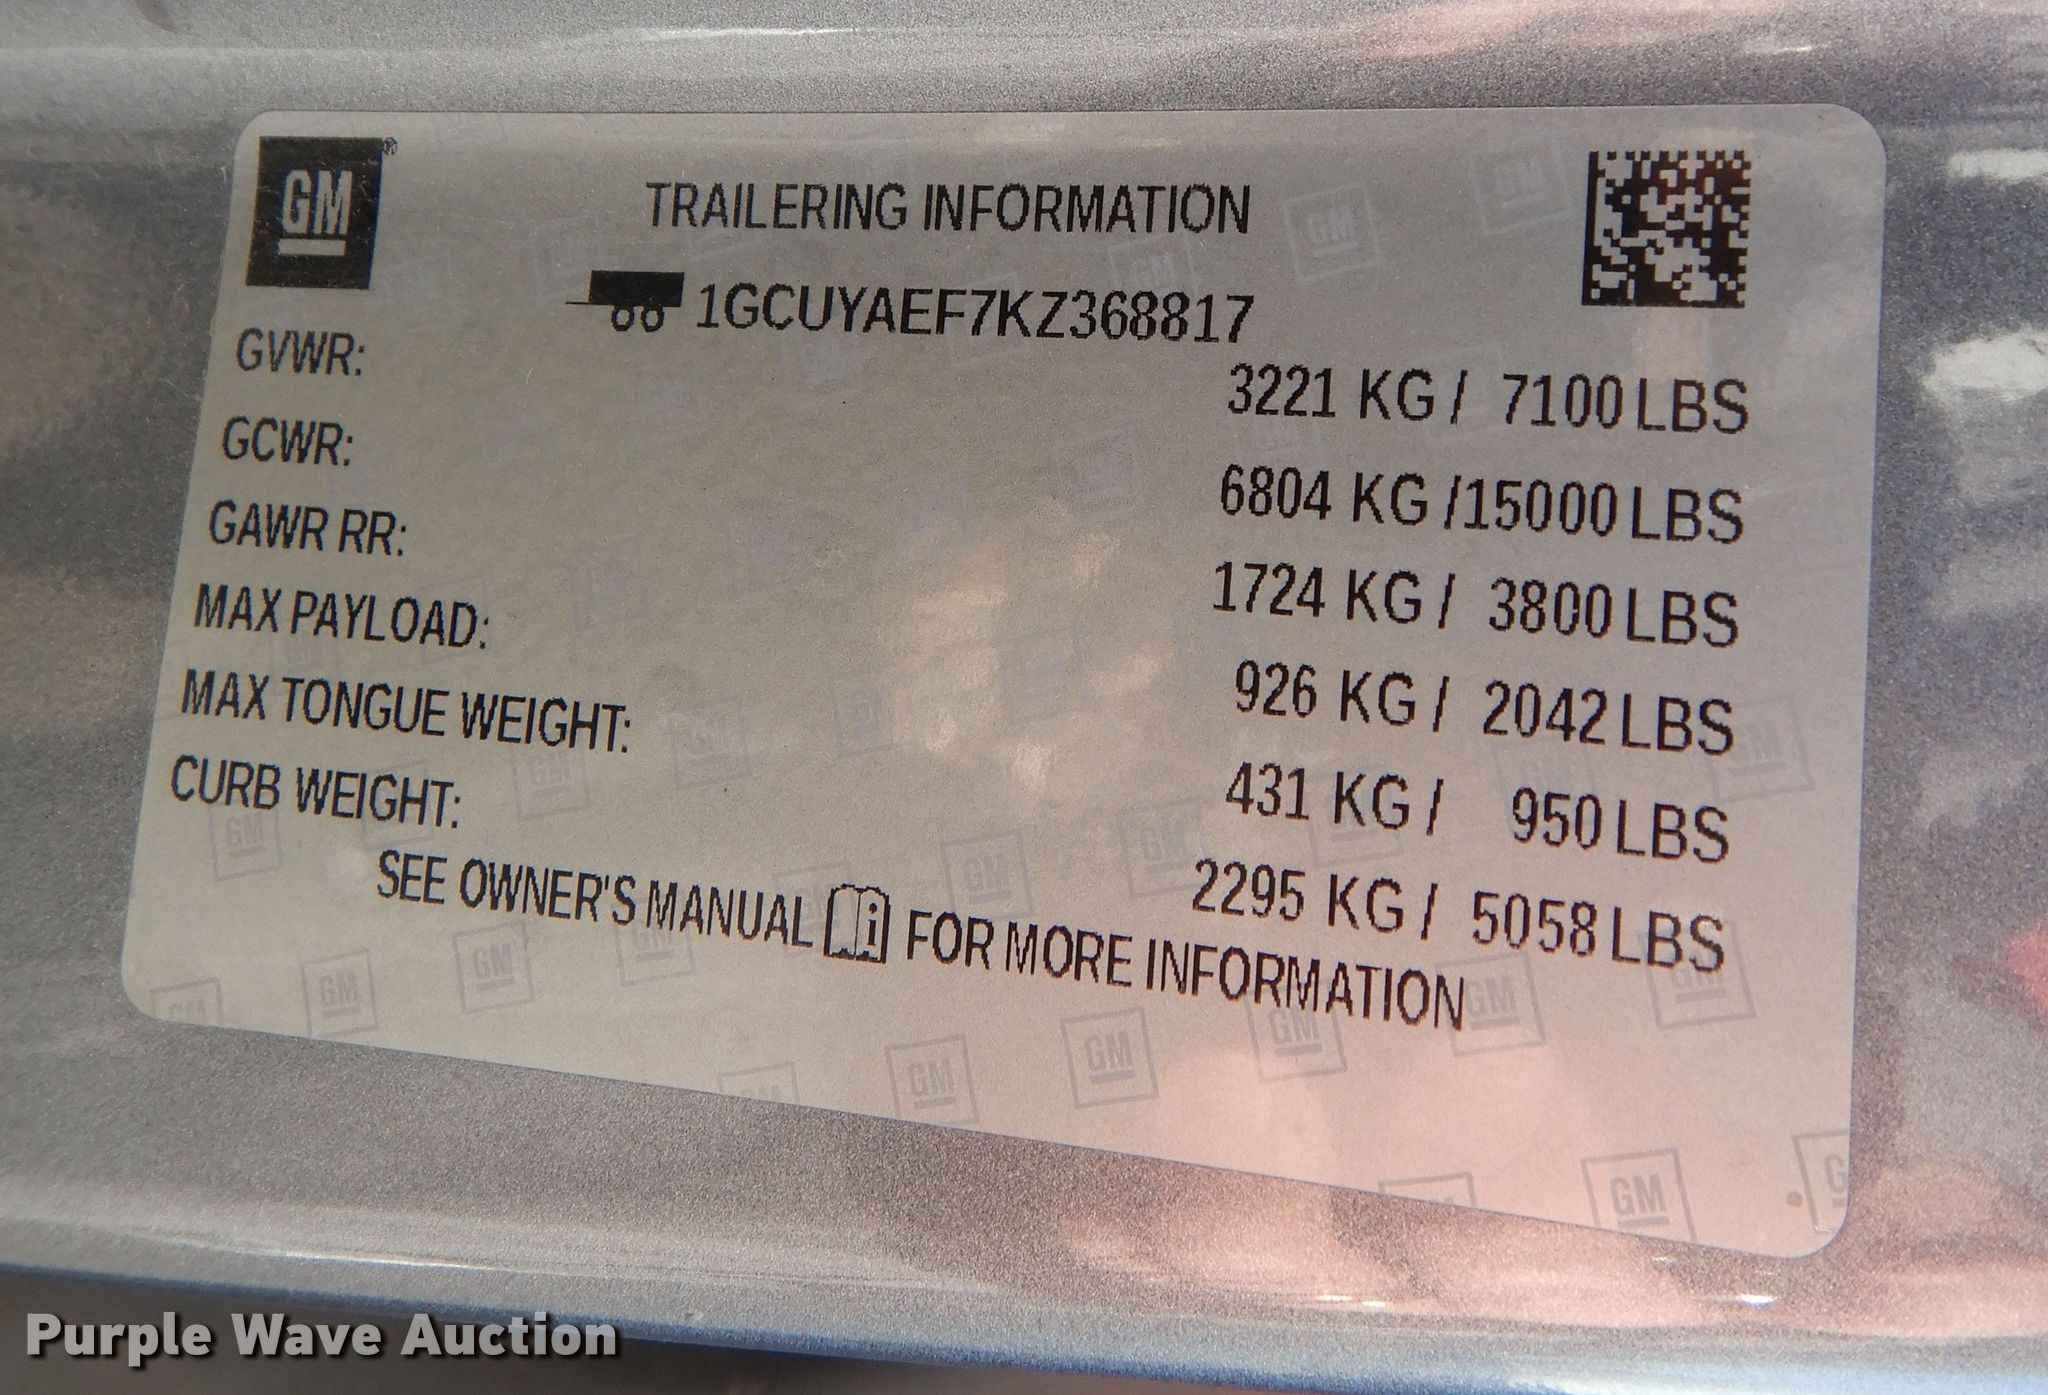 GM®
TRAILERING INFORMATION
1GCUYAEF7KZ368817
GVWR: 3221 KG / 7100 LBS
GCWR: 6804 KG /15000 LBS
GAWR RR: 1724 KG / 3800 LBS
MAX PAYLOAD: 926 KG / 2042 LBS
MAX TONGUE WEIGHT: 431 KG / 950 LBS
CURB WEIGHT: 2295 KG / 5058 LBS
SEE OWNER'S MANUAL i FOR MORE INFORMATION
Purple Wave Auction